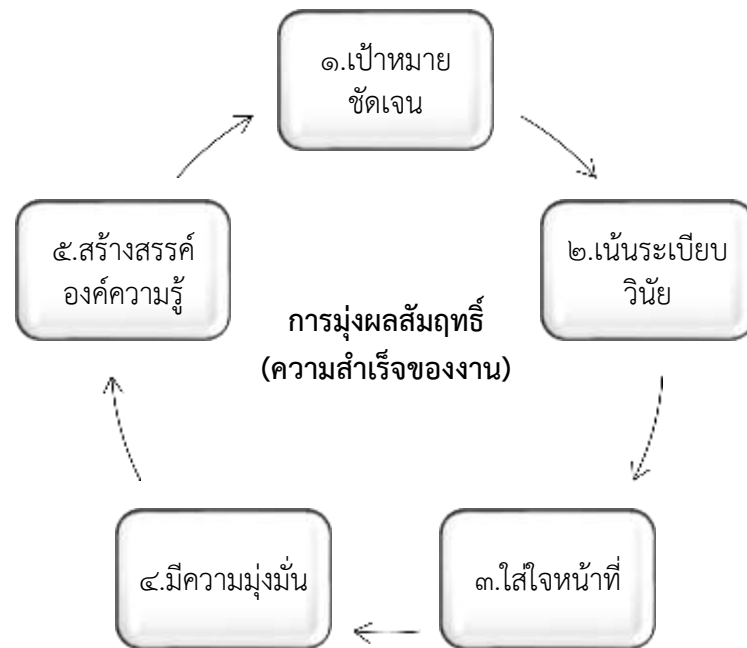 ๑.เป้าหมาย
ชัดเจน
๒.เน้นระเบียบ
วินัย
๓.ใส่ใจหน้าที่
๔.มีความมุ่งมั่น
๕.สร้างสรรค์
องค์ความรู้
การมุ่งผลสัมฤทธิ์
(ความสำเร็จของงาน)